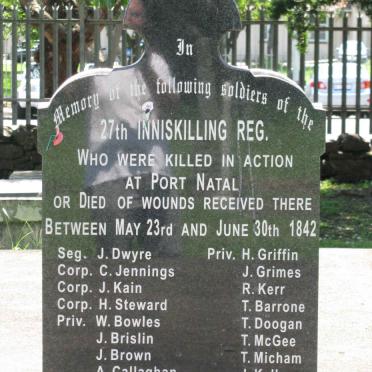 In
Memory of the following soldiers of the
27th INNISKILLING REG.
WHO WERE KILLED IN ACTION
AT PORT NATAL
OR DIED OF WOUNDS RECEIVED THERE
BETWEEN MAY 23RD AND JUNE 30TH 1842
Seg. J. Dwyre Priv. H. Griffin
Corp. C. Jennings J. Grimes
Corp. J. Kain R. Kerr
Corp. H. Steward T. Barrone
Priv. W. Bowles T. Doogan
J. Brislin T. McGee
J. Brown T. Micham
A. Callaghan